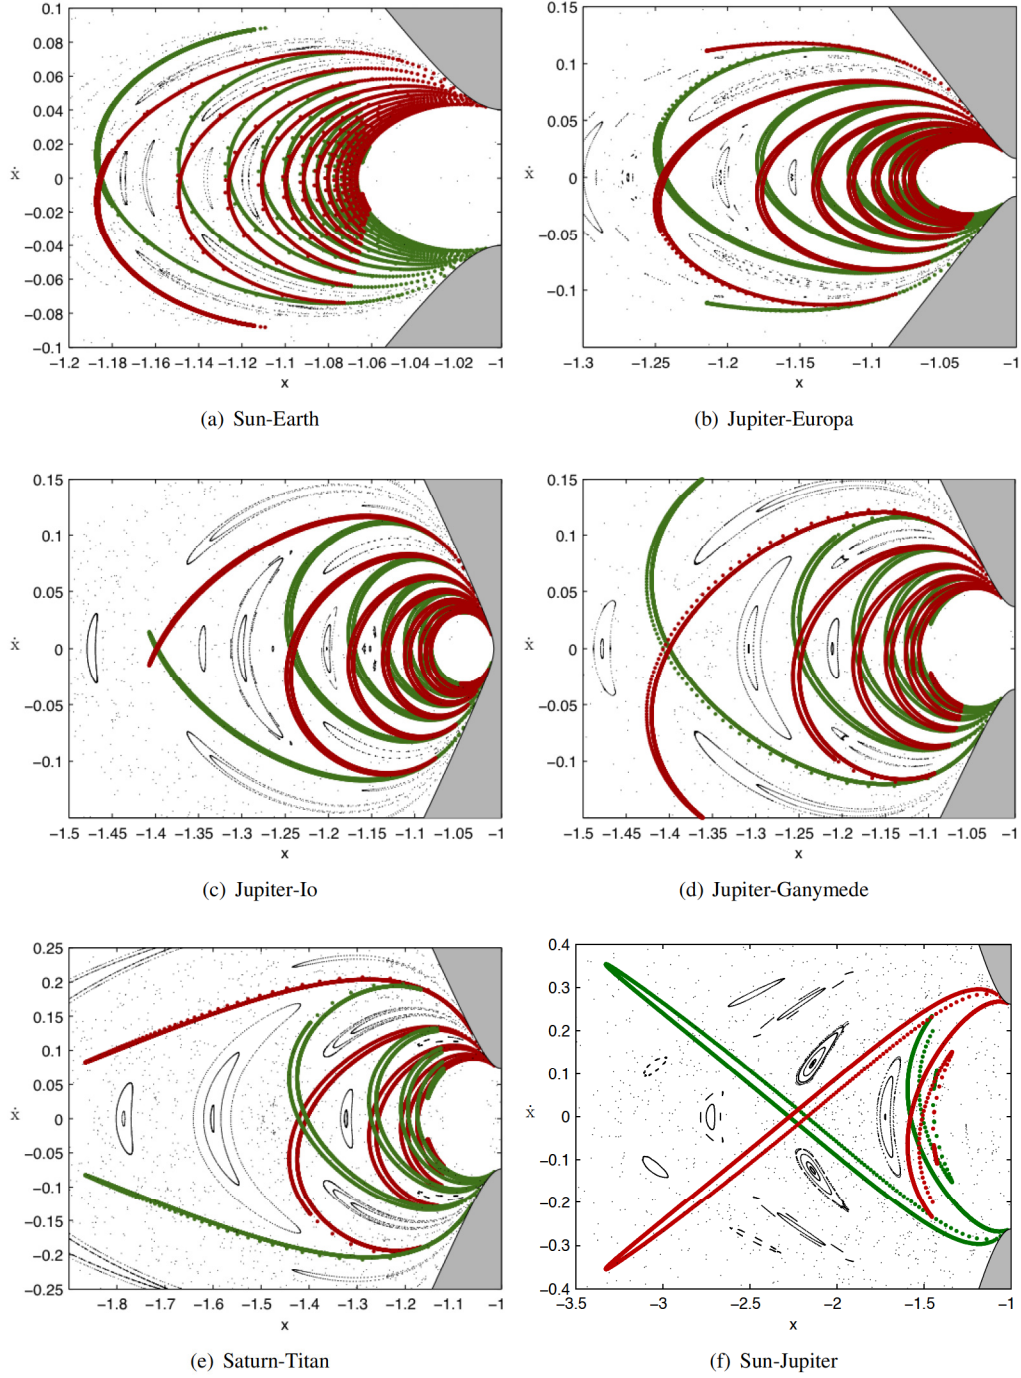 0.1
0.08
0.06
0.04
0.02
0
−0.02
−0.04
−0.06
−0.08
−0.1
ẋ
−1.2 −1.18 −1.16 −1.14 −1.12 −1.1 −1.08 −1.06 −1.04 −1.02 −1
x
(a) Sun-Earth
0.15
0.1
0.05
0
−0.05
−0.1
ẋ
−1.3 −1.25 −1.2 −1.15 −1.1 −1.05 −1
x
(b) Jupiter-Europa
0.15
0.1
0.05
0
−0.05
−0.1
ẋ
−1.5 −1.45 −1.4 −1.35 −1.3 −1.25 −1.2 −1.15 −1.1 −1.05 −1
x
(c) Jupiter-Io
0.15
0.1
0.05
0
−0.05
−0.1
ẋ
−1.5 −1.45 −1.4 −1.35 −1.3 −1.25 −1.2 −1.15 −1.1 −1.05 −1
x
(d) Jupiter-Ganymede
0.25
0.2
0.15
0.1
0.05
0
−0.05
−0.1
−0.15
−0.2
−0.25
ẋ
−1.8 −1.7 −1.6 −1.5 −1.4 −1.3 −1.2 −1.1 −1
x
(e) Saturn-Titan
0.4
0.3
0.2
0.1
0
−0.1
−0.2
−0.3
−0.4
ẋ
−3.5 −3 −2.5 −2 −1.5 −1
x
(f) Sun-Jupiter